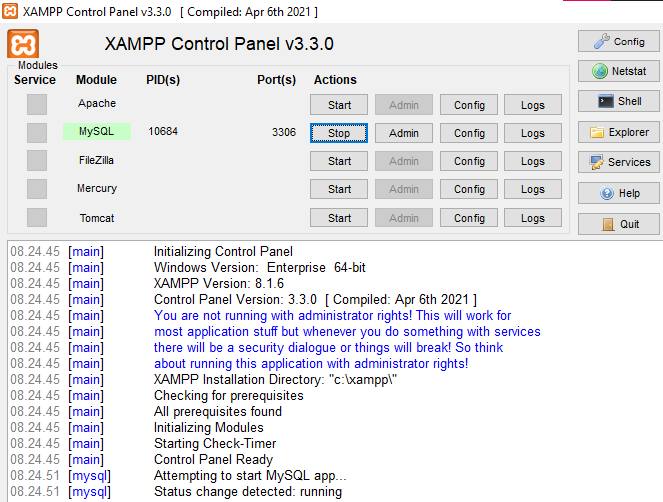 XAMPP Control Panel v3.3.0 [ Compiled: Apr 6th 2021 ]
XAMPP Control Panel v3.3.0
Config
Modules
Service Module PID(s) Port(s) Actions
Netstat
Apache Start Admin Config Logs
Shell
MySQL 10684 3306 Stop Admin Config Logs
Explorer
FileZilla Start Admin Config Logs
Services
Mercury Start Admin Config Logs
Help
Tomcat Start Admin Config Logs
Quit
08.24.45 [main] Initializing Control Panel
08.24.45 [main] Windows Version: Enterprise 64-bit
08.24.45 [main] XAMPP Version: 8.1.6
08.24.45 [main] Control Panel Version: 3.3.0 [ Compiled: Apr 6th 2021 ]
08.24.45 [main] You are not running with administrator rights! This will work for
08.24.45 [main] most application stuff but whenever you do something with services
08.24.45 [main] there will be a security dialogue or things will break! So think
08.24.45 [main] about running this application with administrator rights!
08.24.45 [main] XAMPP Installation Directory: "c:\xampp\"
08.24.45 [main] Checking for prerequisites
08.24.45 [main] All prerequisites found
08.24.45 [main] Initializing Modules
08.24.45 [main] Starting Check-Timer
08.24.45 [main] Control Panel Ready
08.24.51 [mysql] Attempting to start MySQL app...
08.24.51 [mysql] Status change detected: running